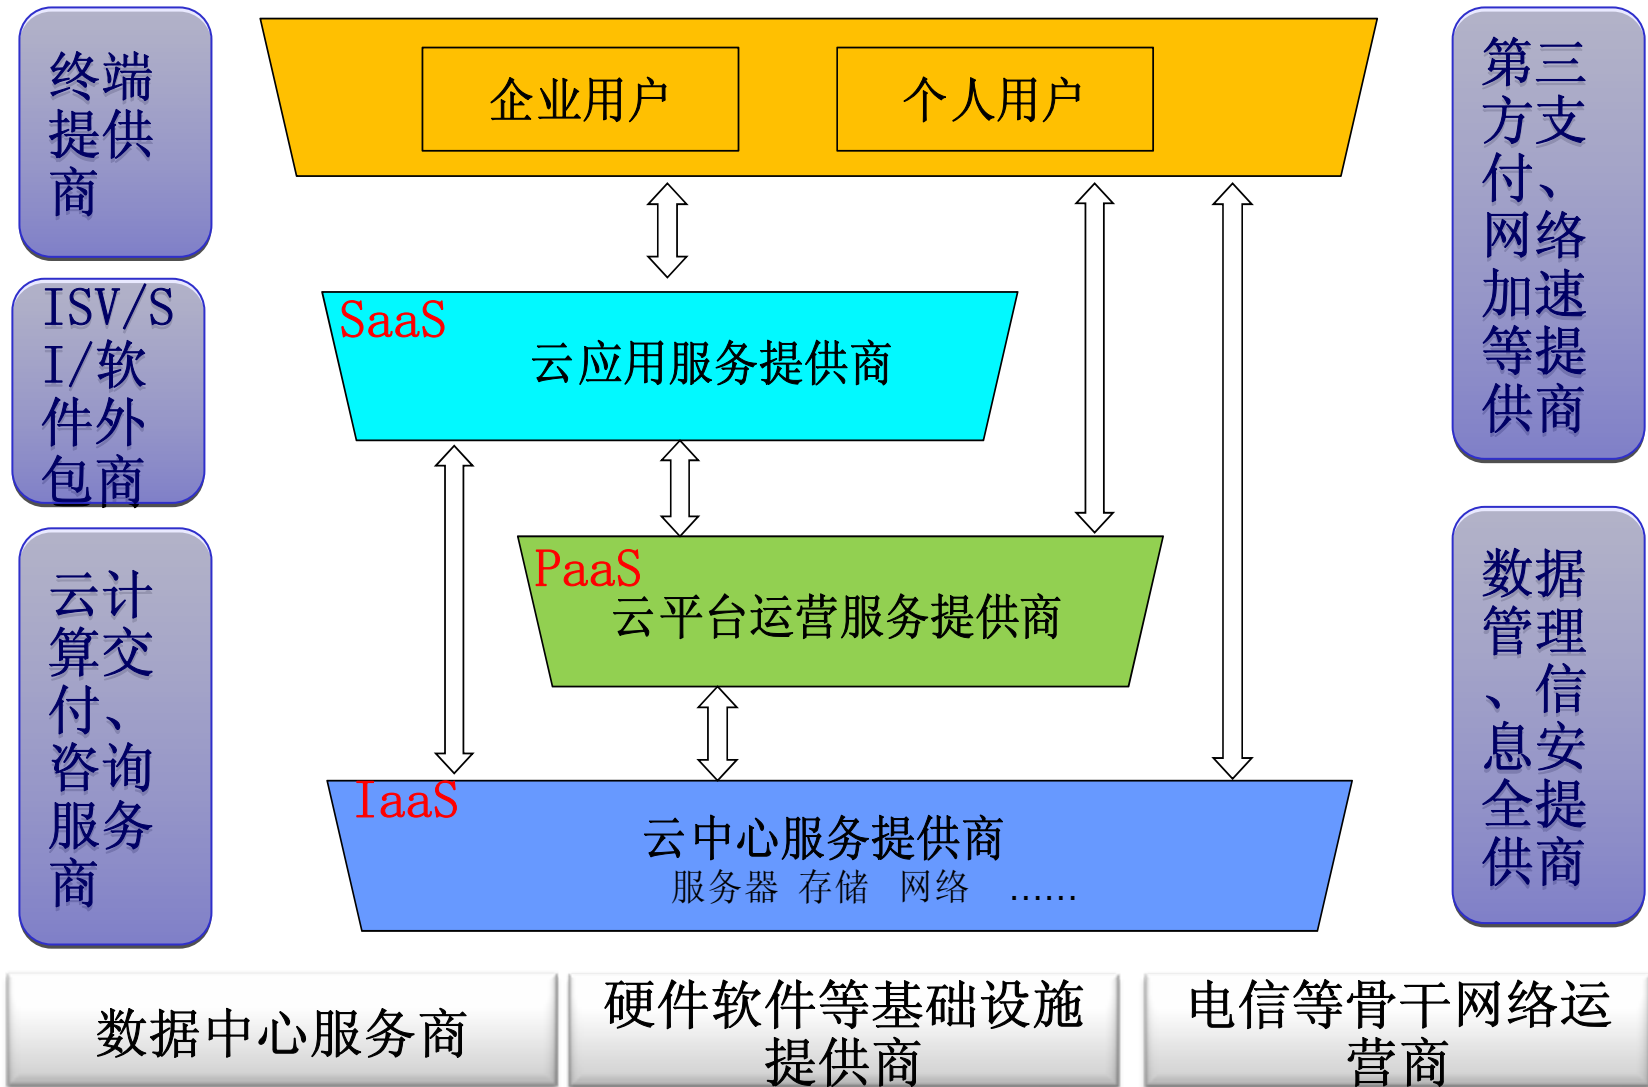 终端
提供
商
企业用户
个人用户
第三
方支
付、
网络
加速
等提
供商
ISV/S
I/软
件外
包商
SaaS
云应用服务提供商
云计
算交
付、
咨询
服务
商
PaaS
云平台运营服务提供商
数据
管理
、信
息安
全提
供商
IaaS
云中心服务提供商
服务器 存储 网络 ……
数据中心服务商
硬件软件等基础设施
提供商
电信等骨干网络运
营商